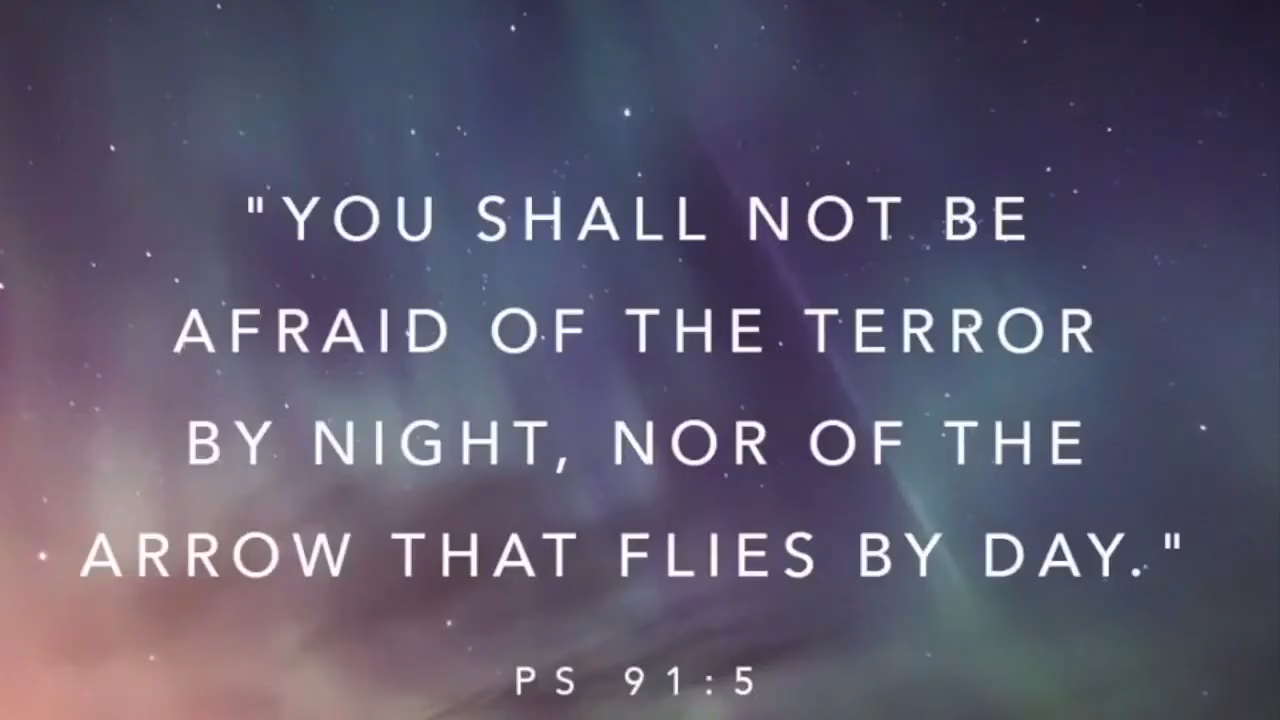 "YOU SHALL NOT BE
AFRAID OF THE TERROR
BY NIGHT, NOR OF THE
ARROW THAT FLIES BY DAY."
PS 91:5